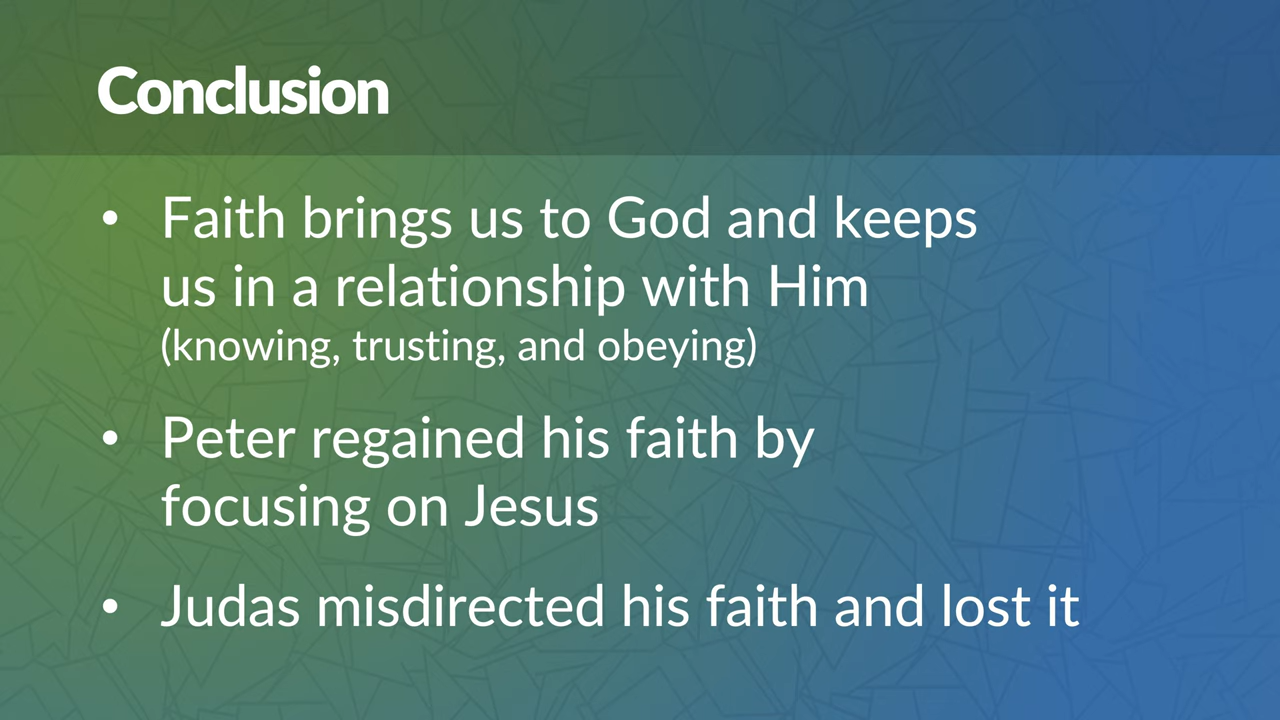 Conclusion
• Faith brings us to God and keeps
us in a relationship with Him
(knowing, trusting, and obeying)
• Peter regained his faith by
focusing on Jesus
• Judas misdirected his faith and lost it